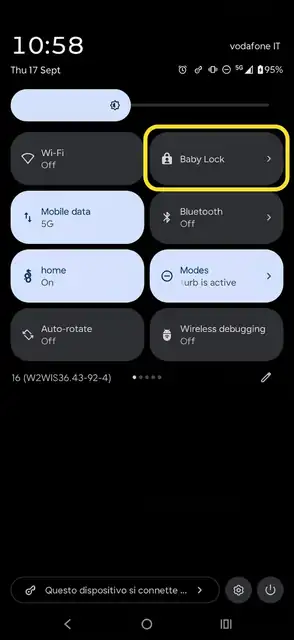 10:58
vodafone IT
Thu 17 Sept
5G
95%
Wi-Fi
Off
Baby Lock
Mobile data
5G
Bluetooth
Off
home
On
Modes
urb is active
Auto-rotate
Off
Wireless debugging
Off
16 (W2WIS36.43-92-4)
Questo dispositivo si connette ...